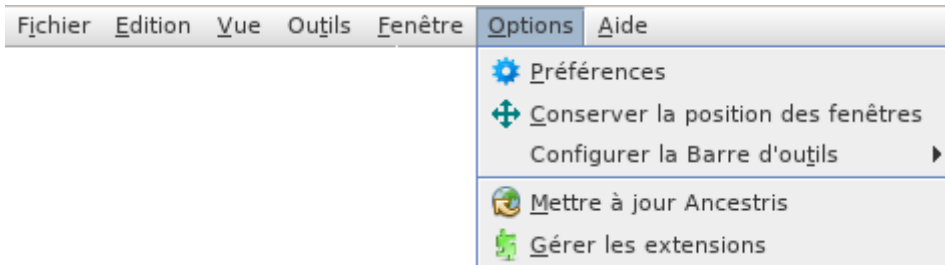 Fichier Edition Vue Outils Fenêtre Options Aide
Préférences
Conserver la position des fenêtres
Configurer la Barre d'outils
Mettre à jour Ancestris
Gérer les extensions